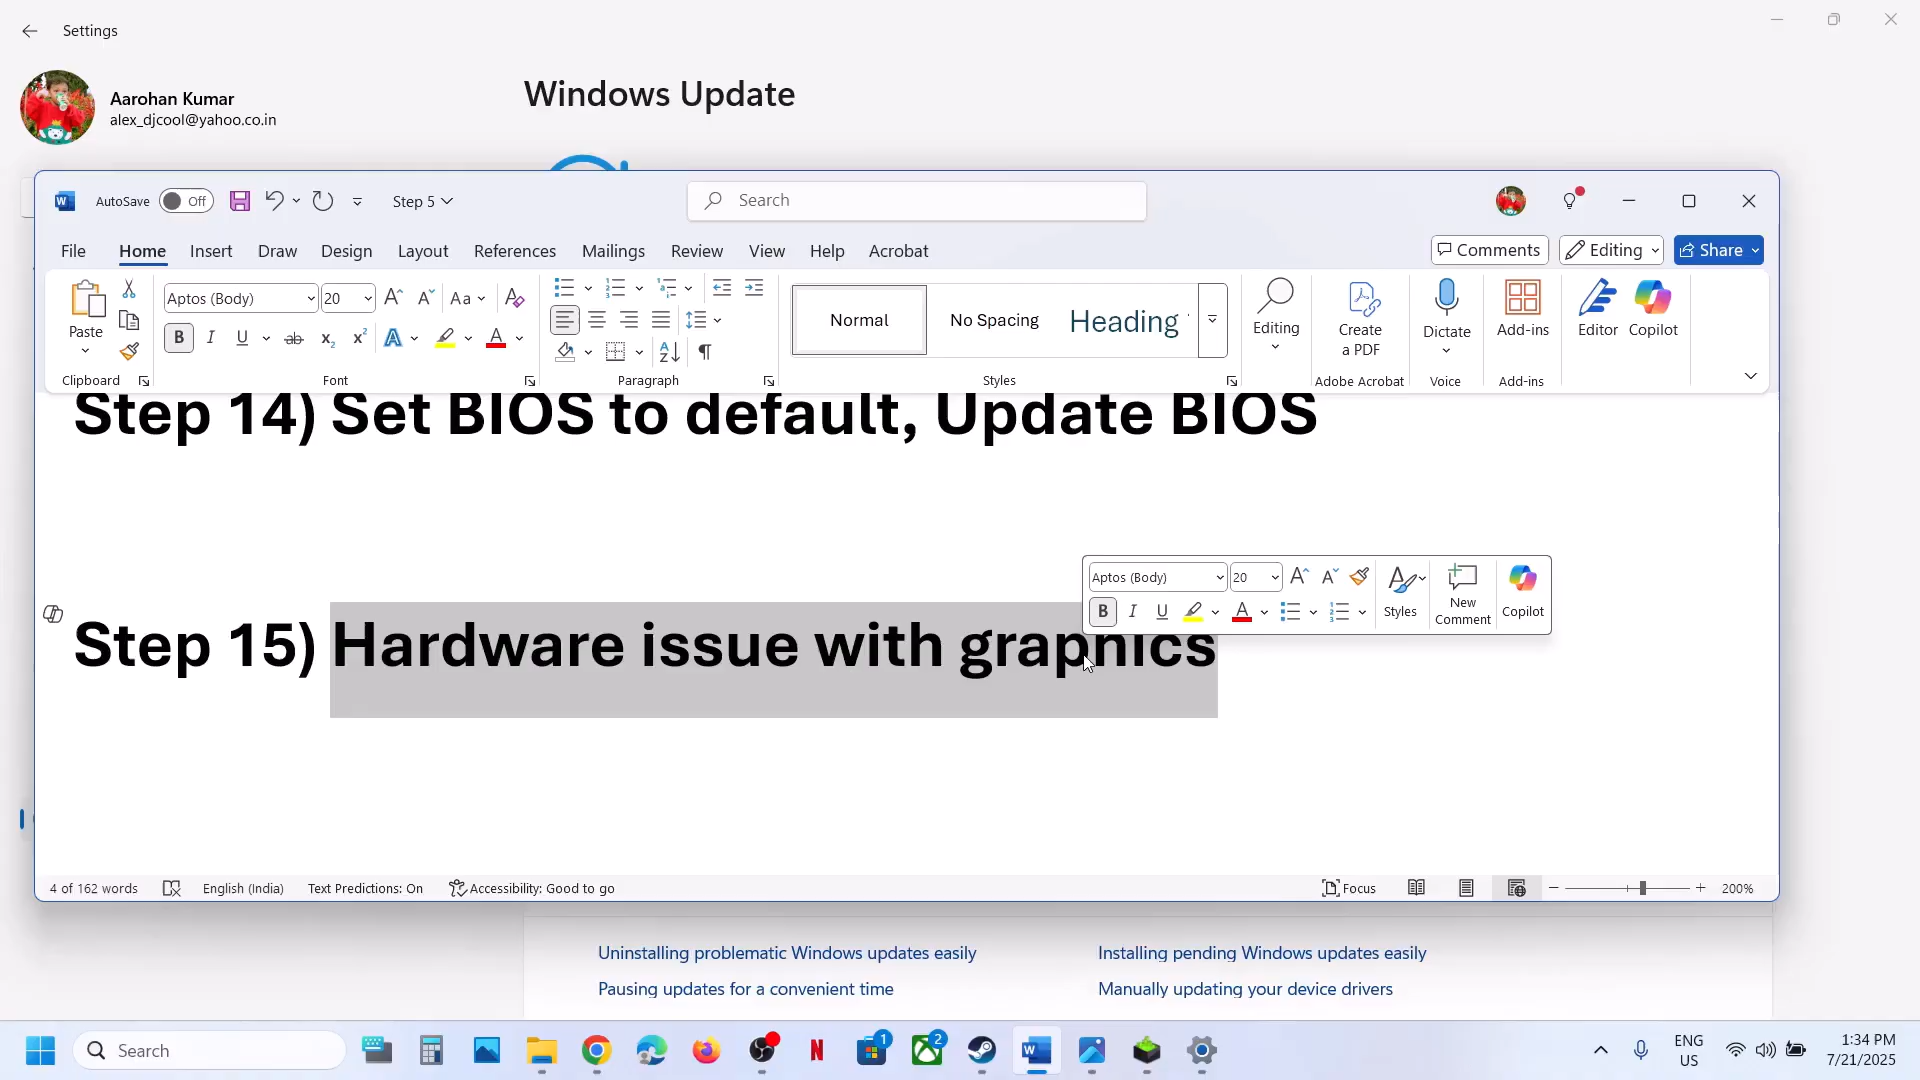 Settings
Aarohan Kumar
alex_djcool@yahoo.co.in
Windows Update
AutoSave Off Step 5 Search
File Home Insert Draw Design Layout References Mailings Review View Help Acrobat Comments Editing Share
Paste
Clipboard
Aptos (Body) 20
Font
Paragraph
Normal No Spacing Heading
Styles
Editing
Create a PDF
Adobe Acrobat
Dictate
Voice
Add-ins
Add-ins
Editor Copilot
Step 14) Set BIOS to default, Update BIOS
Aptos (Body) 20
Styles
New Comment
Copilot
Step 15) Hardware issue with graphics
4 of 162 words English (India) Text Predictions: On Accessibility: Good to go Focus 200%
Uninstalling problematic Windows updates easily Installing pending Windows updates easily
Pausing updates for a convenient time Manually updating your device drivers
Search
1
2
ENG
US
1:34 PM
7/21/2025